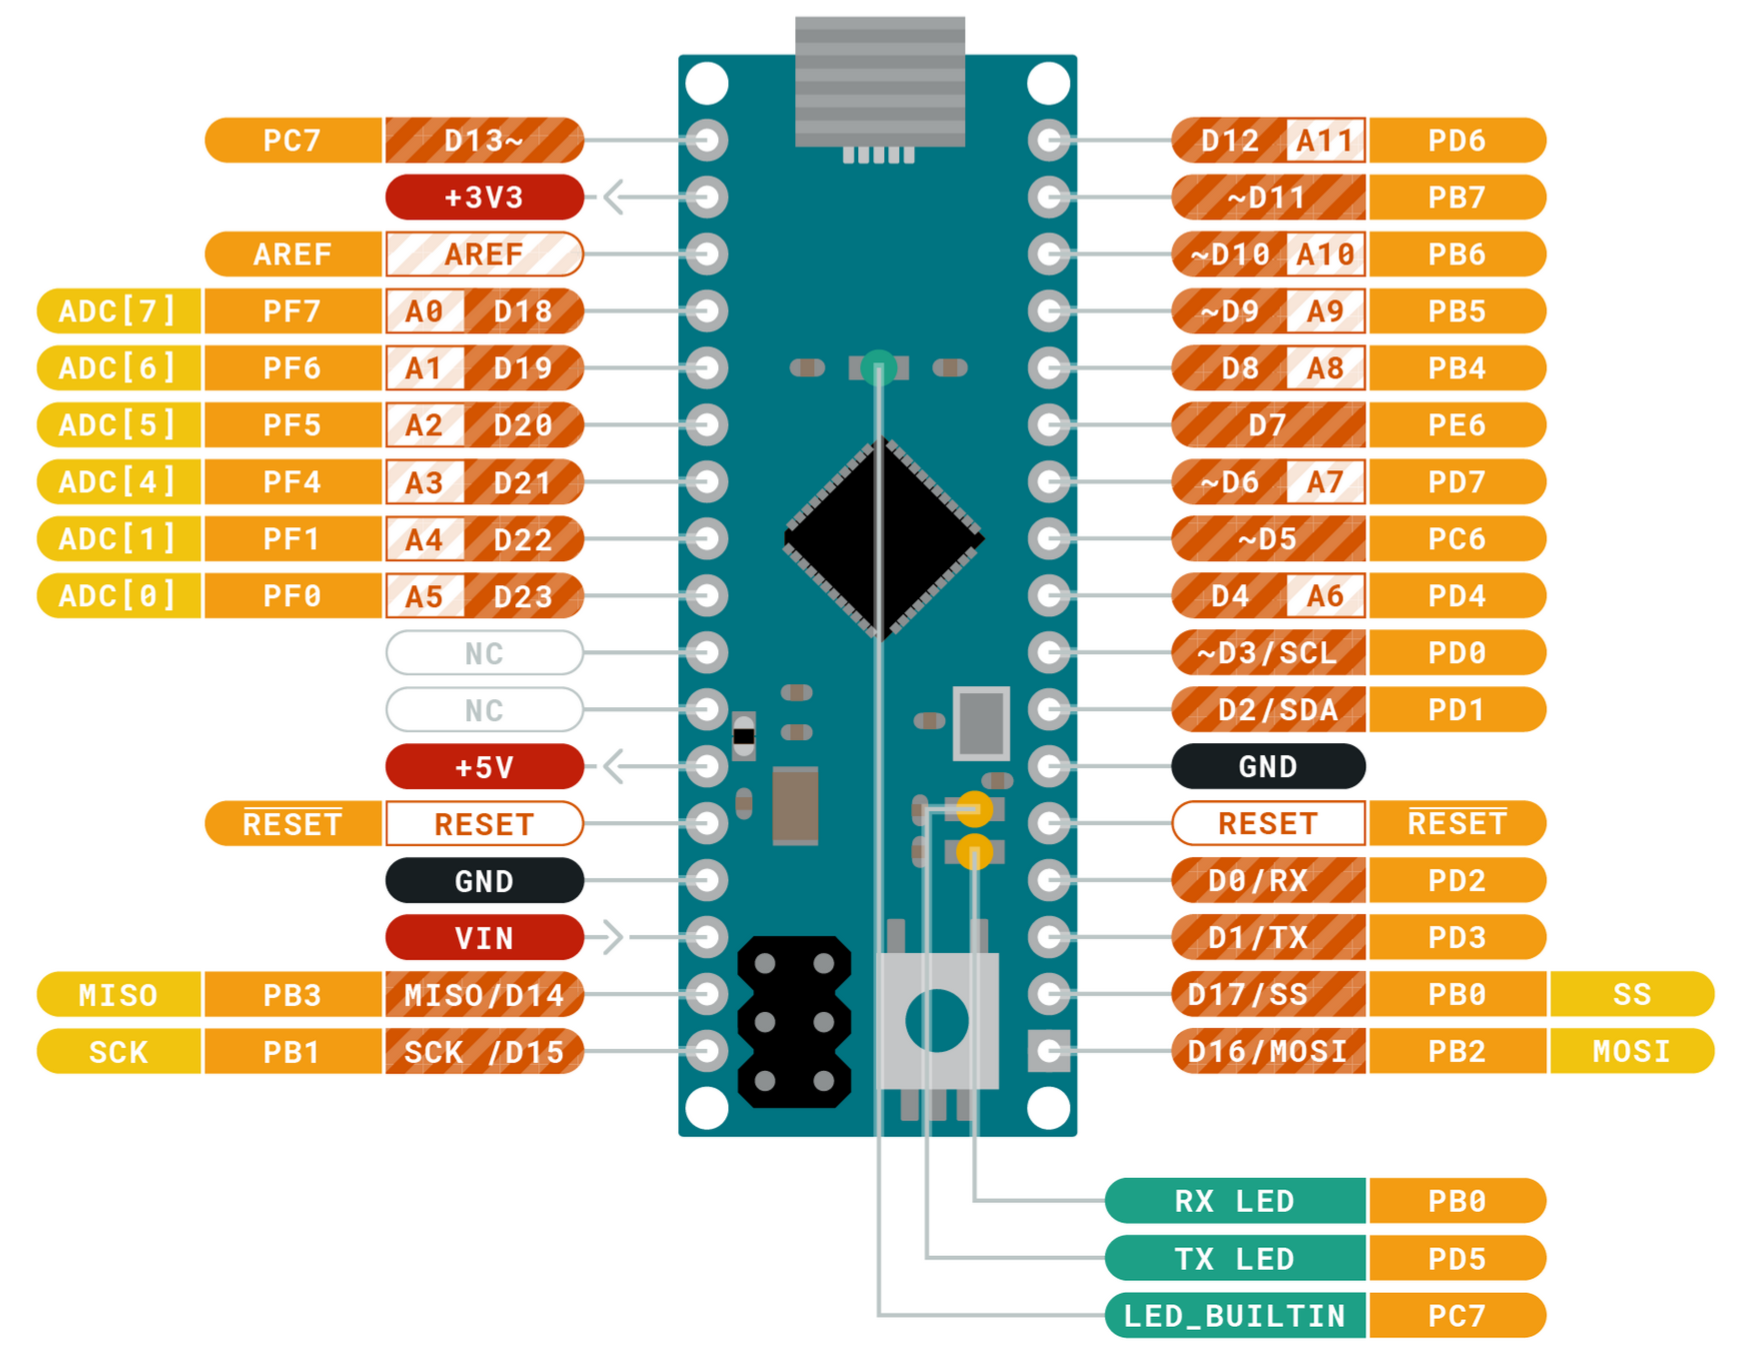 PC7 D13~ D12 A11 PD6
+3V3 ~D11 PB7
AREF AREF ~D10 A10 PB6
ADC[7] PF7 A0 D18 ~D9 A9 PB5
ADC[6] PF6 A1 D19 D8 A8 PB4
ADC[5] PF5 A2 D20 D7 PE6
ADC[4] PF4 A3 D21 ~D6 A7 PD7
ADC[1] PF1 A4 D22 ~D5 PC6
ADC[0] PF0 A5 D23 D4 A6 PD4
NC ~D3/SCL PD0
NC D2/SDA PD1
+5V GND
RESET RESET RESET RESET
GND D0/RX PD2
VIN D1/TX PD3
MISO PB3 MISO/D14 D17/SS PB0 SS
SCK PB1 SCK /D15 D16/MOSI PB2 MOSI
RX LED PB0
TX LED PD5
LED_BUILTIN PC7